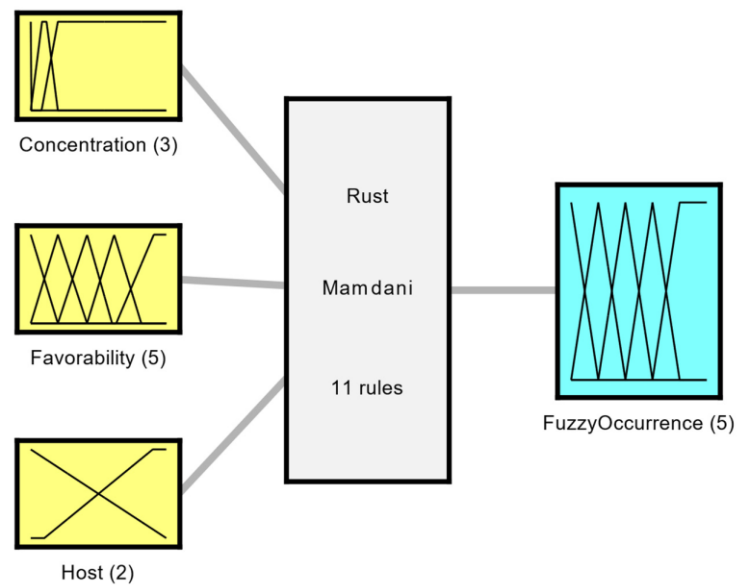 Concentration (3)
Favorability (5)
Host (2)
Rust
Mamdani
11 rules
FuzzyOccurrence (5)